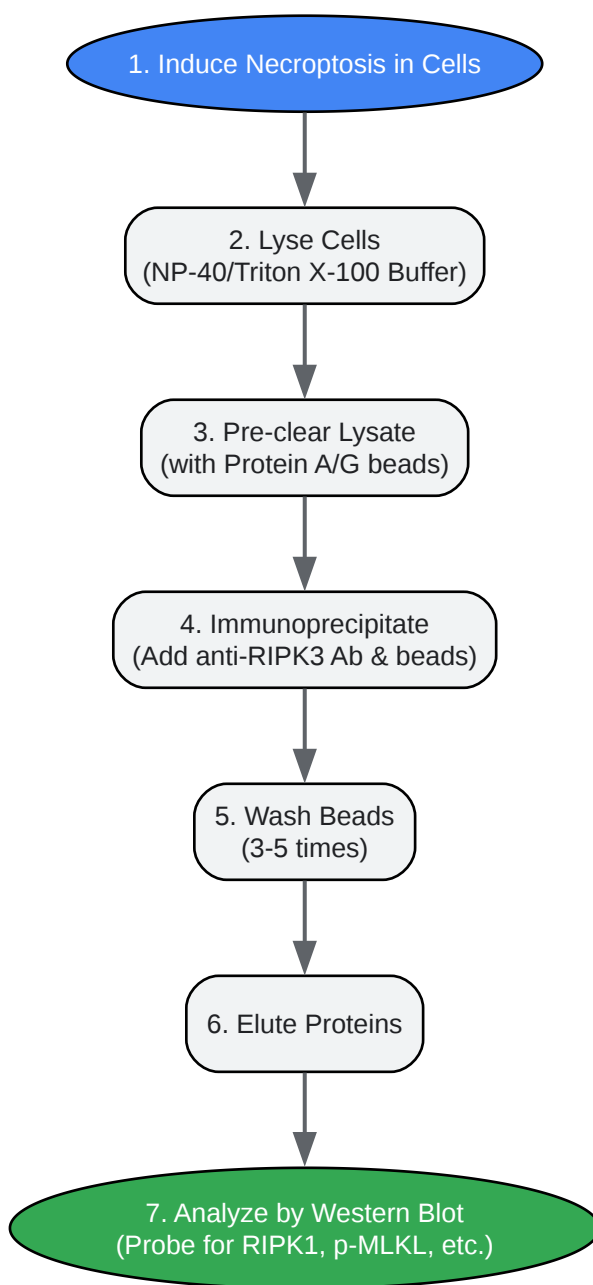 1. Induce Necroptosis in Cells
2. Lyse Cells
(NP-40/Triton X-100 Buffer)
3. Pre-clear Lysate
(with Protein A/G beads)
4. Immunoprecipitate
(Add anti-RIPK3 Ab & beads)
5. Wash Beads
(3-5 times)
6. Elute Proteins
7. Analyze by Western Blot
(Probe for RIPK1, p-MLKL, etc.)